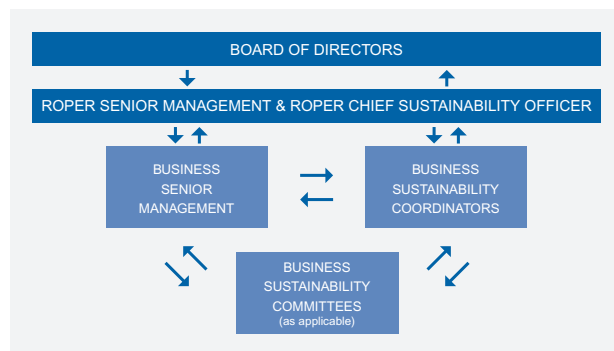 BOARD OF DIRECTORS
ROPER SENIOR MANAGEMENT & ROPER CHIEF SUSTAINABILITY OFFICER
BUSINESS
SENIOR
MANAGEMENT
BUSINESS
SUSTAINABILITY
COORDINATORS
BUSINESS
SUSTAINABILITY
COMMITTEES
(as applicable)